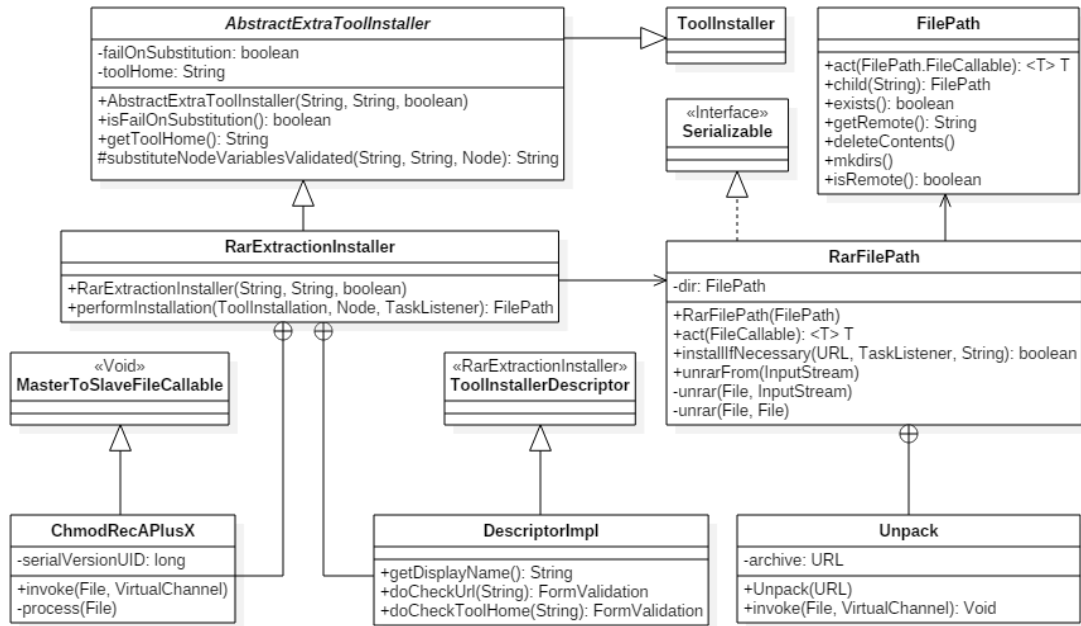 AbstractExtraToolInstaller
-failOnSubstitution: boolean
-toolHome: String
+AbstractExtraToolInstaller(String, String, boolean)
+isFailOnSubstitution(): boolean
+getToolHome(): String
#substituteNodeVariablesValidated(String, String, Node): String
ToolInstaller
FilePath
+act(FilePath.FileCallable): <T> T
+child(String): FilePath
+exists(): boolean
+getRemote(): String
+deleteContents()
+mkdirs()
+isRemote(): boolean
«Interface»
Serializable
RarExtractionInstaller
+RarExtractionInstaller(String, String, boolean)
+performInstallation(ToolInstallation, Node, TaskListener): FilePath
RarFilePath
-dir: FilePath
+RarFilePath(FilePath)
+act(FileCallable): <T> T
+installIfNecessary(URL, TaskListener, String): boolean
+unrarFrom(InputStream)
-unrar(File, InputStream)
-unrar(File, File)
«Void»
MasterToSlaveFileCallable
«RarExtractionInstaller»
ToolInstallerDescriptor
ChmodRecAPlusX
-serialVersionUID: long
+invoke(File, VirtualChannel)
-process(File)
DescriptorImpl
+getDisplayName(): String
+doCheckUrl(String): FormValidation
+doCheckToolHome(String): FormValidation
Unpack
-archive: URL
+Unpack(URL)
+invoke(File, VirtualChannel): Void